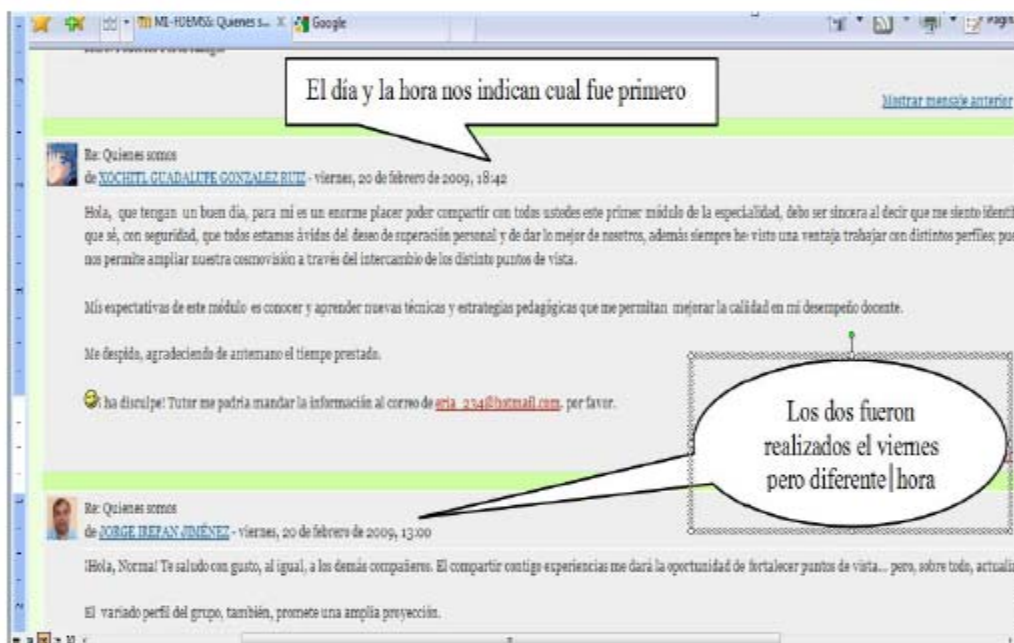 MI-FOEMSS: Quienes s... X Google
Página
El día y la hora nos indican cual fue primero
Mostrar mensaje anterior
Re: Quienes somos
de XOCHITL GUADALUPE GONZALEZ RUIZ - viernes, 20 de febrero de 2009, 18:42
Hola, que tengan un buen día, para mí es un enorme placer poder compartir con todos ustedes este primer módulo de la especialidad, debo ser sincera al decir que me siento
que sé, con seguridad, que todos estamos ávidos del deseo de superación personal y de dar lo mejor de nosotros, además siempre he visto una ventaja trabajar con distintos perfiles;
nos permite ampliar nuestra cosmovisión a través del intercambio de los distinto puntos de vista.
Mis expectativas de este módulo es conocer y aprender nuevas técnicas y estrategias pedagógicas que me permitan mejorar la calidad en mi desempeño docente.
Me despido, agradeciendo de antemano el tiempo prestado.
ha disculpe! Tutor me podría mandar la información al correo de eria_234@hotmail.com. por favor.
Los dos fueron
realizados el viernes
pero diferente hora
Re: Quienes somos
de JORGE IREPAN JIMÉNEZ - viernes, 20 de febrero de 2009, 13:00
¡Hola, Norma! Te saludo con gusto, al igual, a los demás compañeros. El compartir contigo experiencias me dará la oportunidad de fortalecer puntos de vista... pero, sobre todo,
El variado perfil del grupo, también, promete una amplia proyección.